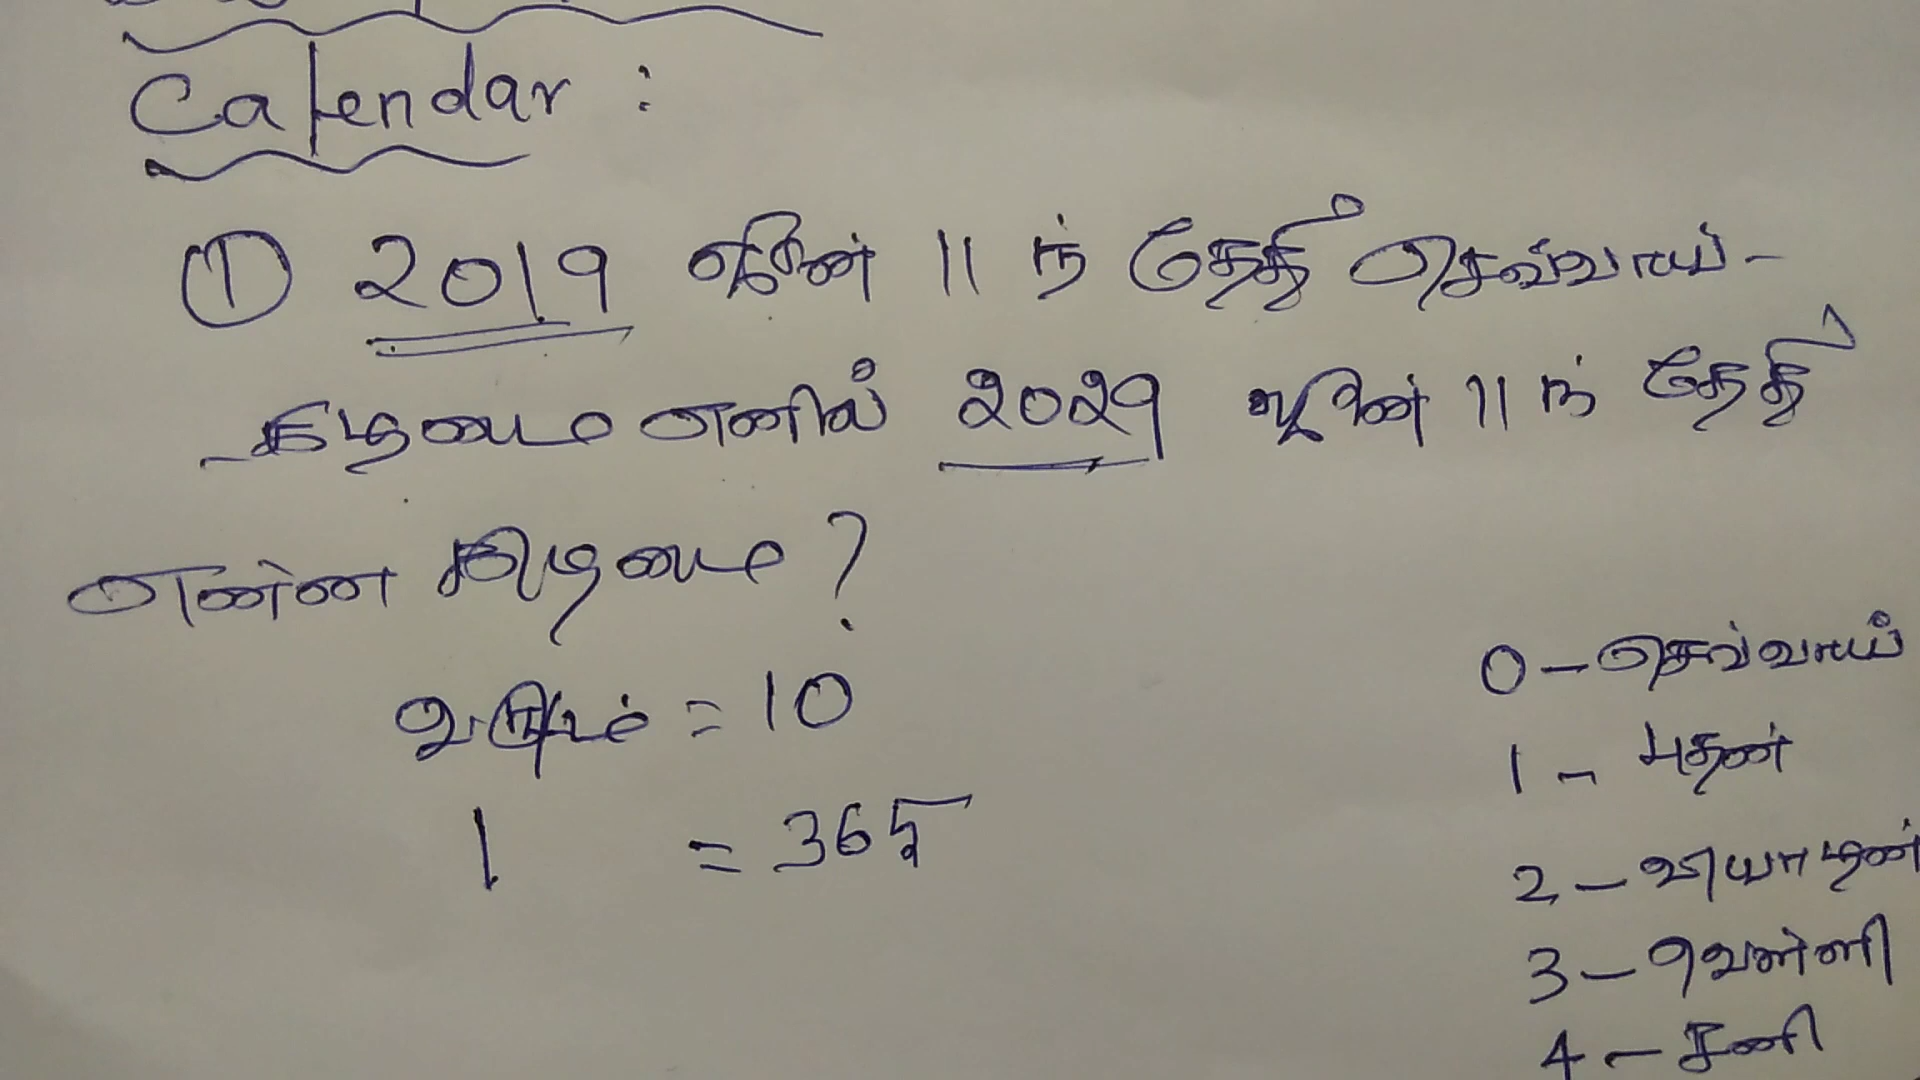 Calendar :
① 2019 ஜூன் 11 ந் தேதி செவ்வாய் -
கிழமை எனில் 2029 ஜூன் 11 ந் தேதி
என்ன கிழமை ?
வருடம் = 10
1 = 365
0 – செவ்வாய்
1 – புதன்
2 – வியாழன்
3 – வெள்ளி
4 – சனி